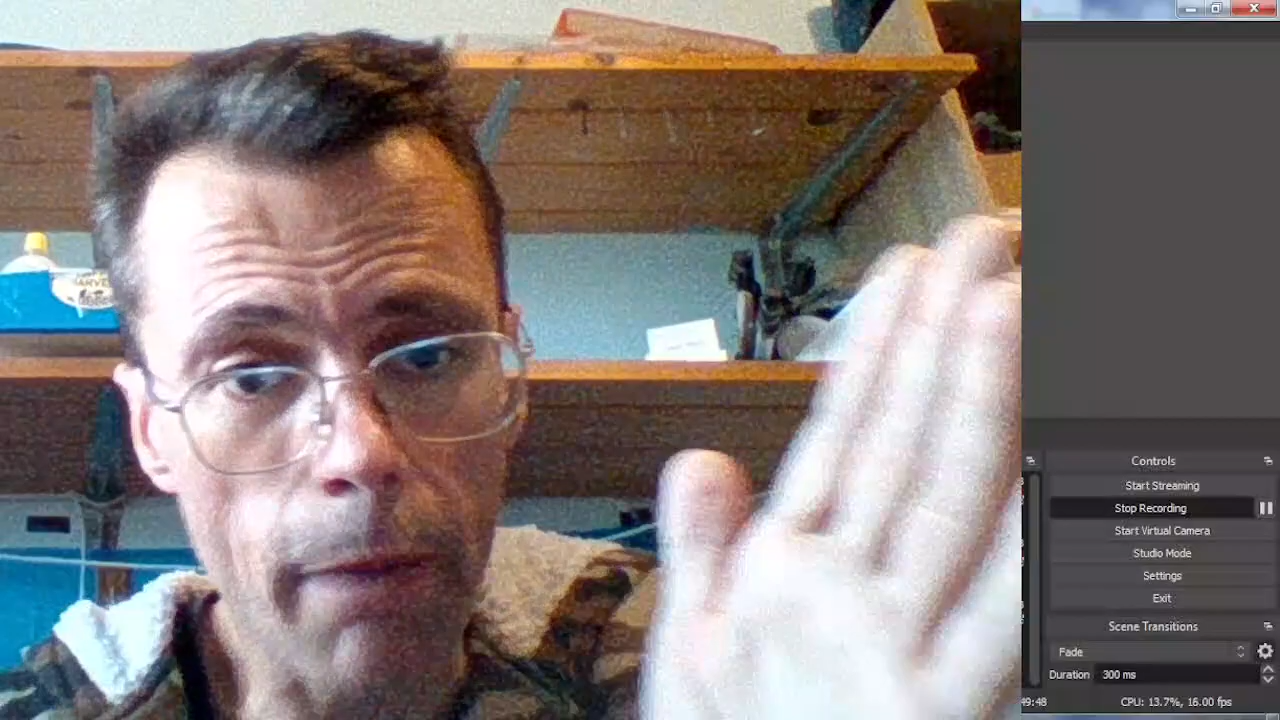 HARVE
Controls
Start Streaming
Stop Recording
Start Virtual Camera
Studio Mode
Settings
Exit
Scene Transitions
Fade
Duration 300 ms
49:48 CPU: 13.7%, 16.00 fps